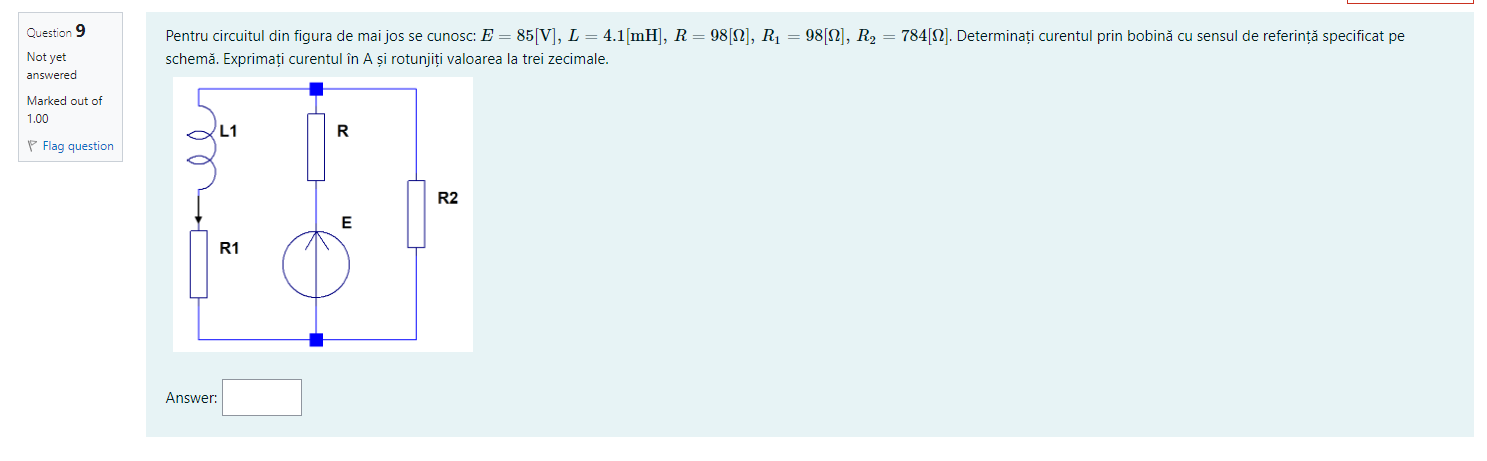 Question 9
Not yet
answered
Marked out of
1.00
Flag question
Pentru circuitul din figura de mai jos se cunosc: E = 85[V], L = 4.1[mH], R = 98[Ω], R₁ = 98[Ω], R₂ = 784[Ω]. Determinați curentul prin bobină cu sensul de referință specificat pe
schemă. Exprimați curentul în A și rotunjiți valoarea la trei zecimale.
L1
R
R2
E
R1
Answer: